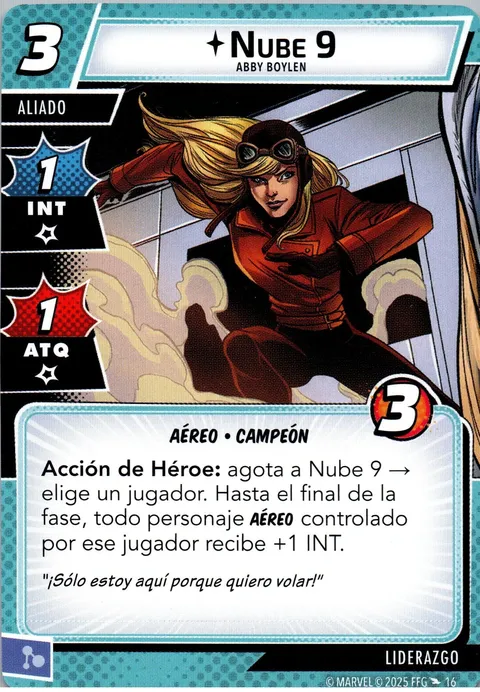 3
Nube 9
ABBY BOYLEN
ALIADO
1
INT
1
ATQ
3
AÉREO • CAMPEÓN
Acción de Héroe: agota a Nube 9 →
elige un jugador. Hasta el final de la
fase, todo personaje AÉREO controlado
por ese jugador recibe +1 INT.
"¡Sólo estoy aquí porque quiero volar!"
LIDERAZGO
© MARVEL © 2025 FFG 16